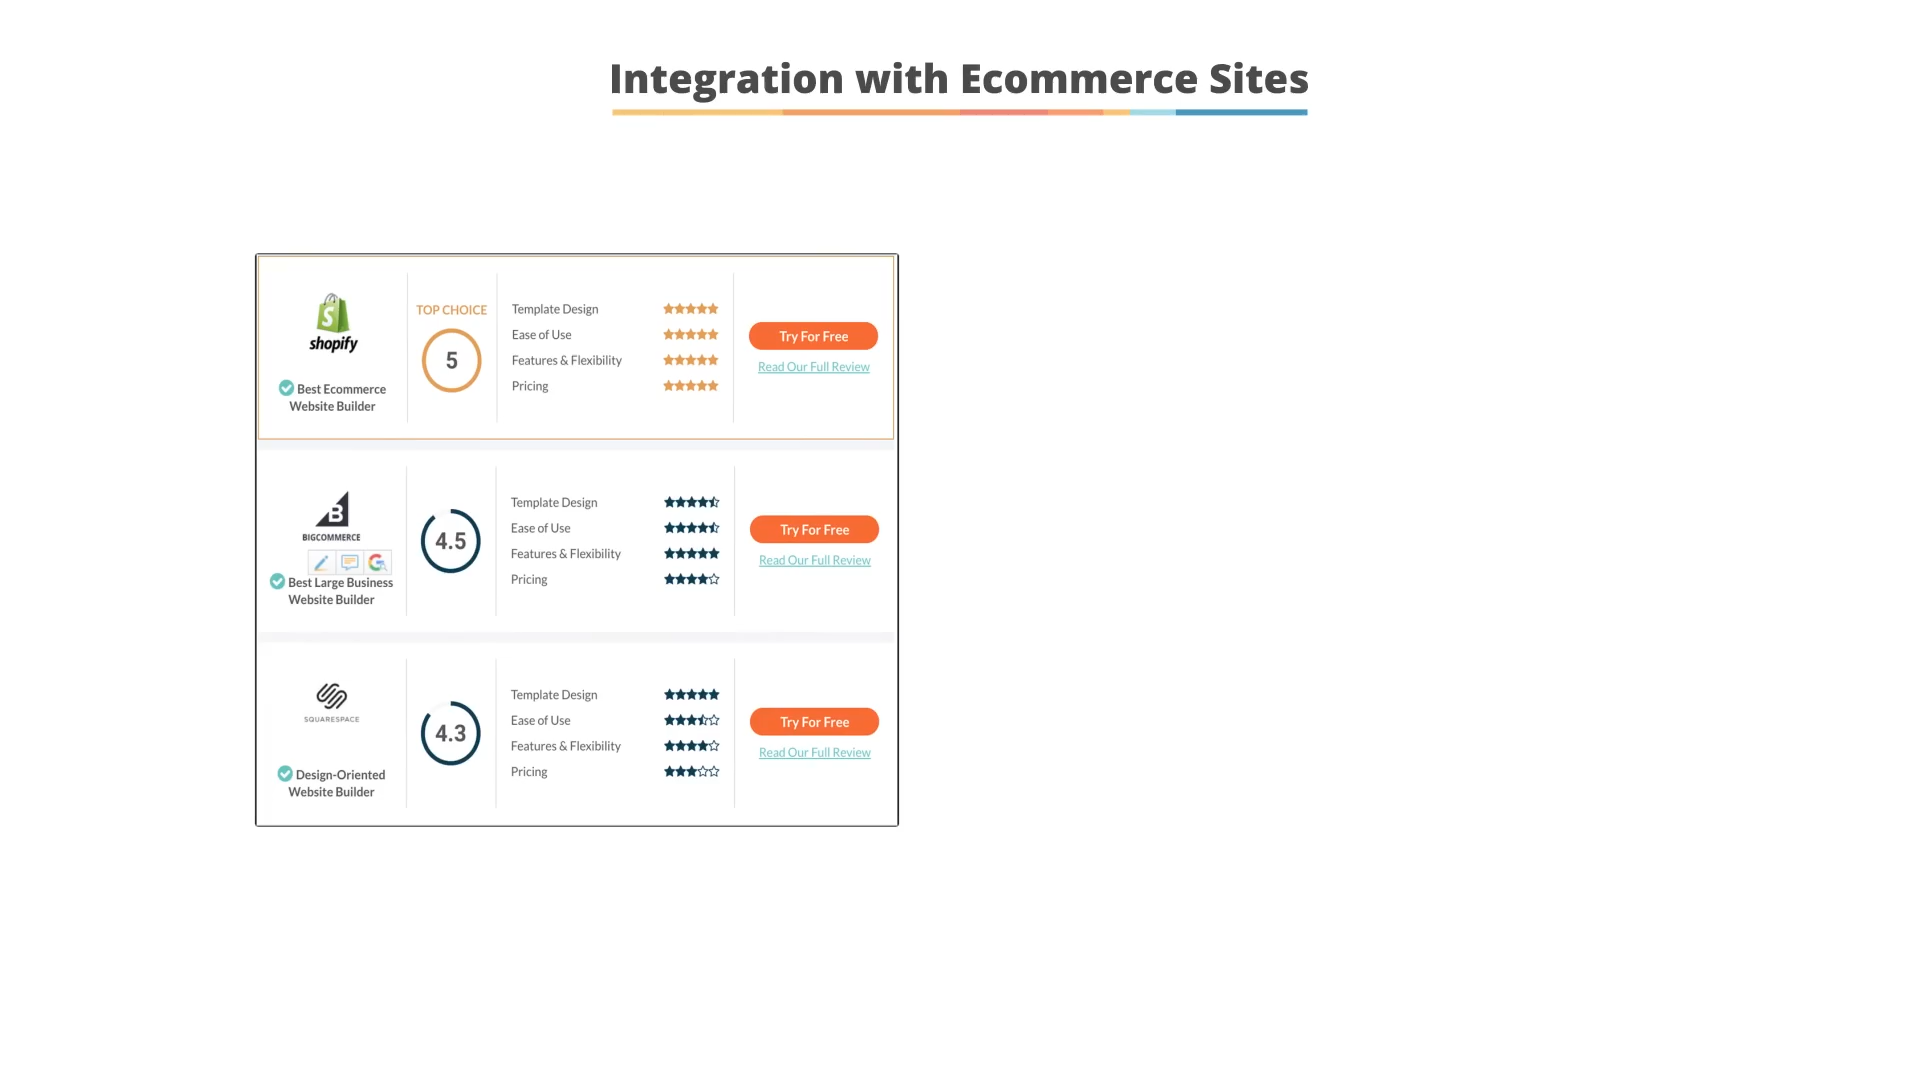 Integration with Ecommerce Sites
shopify
Best Ecommerce
Website Builder
TOP CHOICE
5
Template Design
Ease of Use
Features & Flexibility
Pricing
Try For Free
Read Our Full Review
B
BIGCOMMERCE
Best Large Business
Website Builder
4.5
Template Design
Ease of Use
Features & Flexibility
Pricing
Try For Free
Read Our Full Review
SQUARESPACE
Design-Oriented
Website Builder
4.3
Template Design
Ease of Use
Features & Flexibility
Pricing
Try For Free
Read Our Full Review